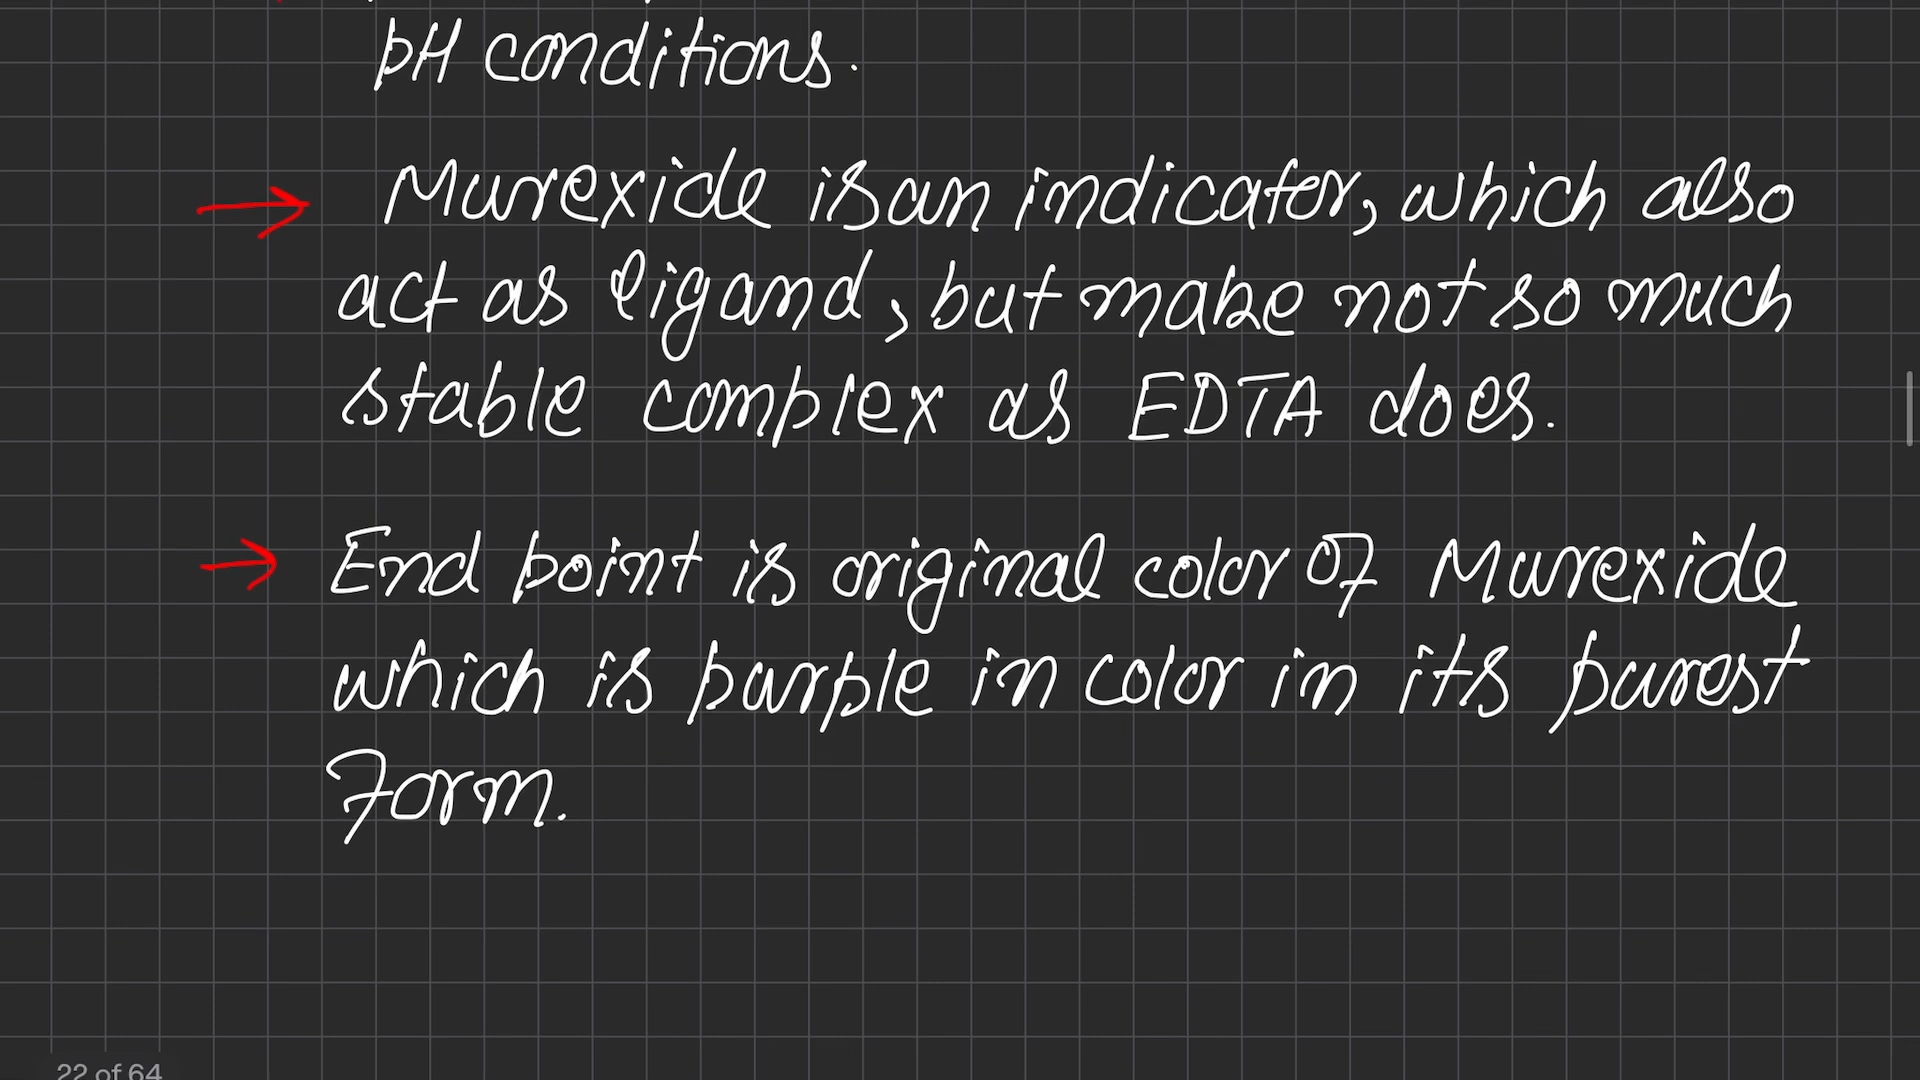 pH conditions.
→ Murexide is an indicator, which also
act as ligand, but make not so much
stable complex as EDTA does.
→ End point is original color of Murexide
which is purple in color in its purest
Form.
22 of 64